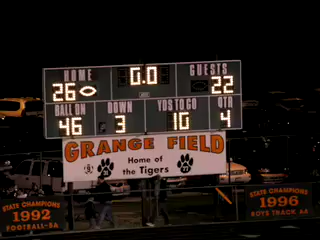 HOME 0.0 GUESTS
26 22
BALL ON DOWN YDS TO GO QTR
46 3 10 4
GRANGE FIELD
Home of
the Tigers
STATE CHAMPIONS
1992
FOOTBALL-5A
STATE CHAMPIONS
1996
BOYS TRACK 4A